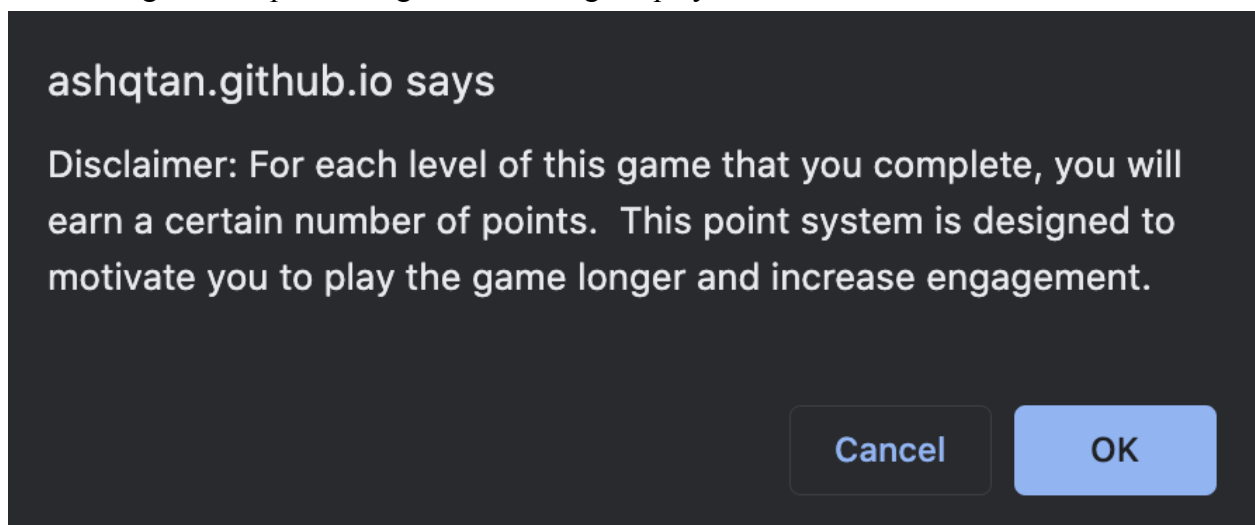 ashqtan.github.io says
Disclaimer: For each level of this game that you complete, you will
earn a certain number of points.  This point system is designed to
motivate you to play the game longer and increase engagement.
Cancel OK